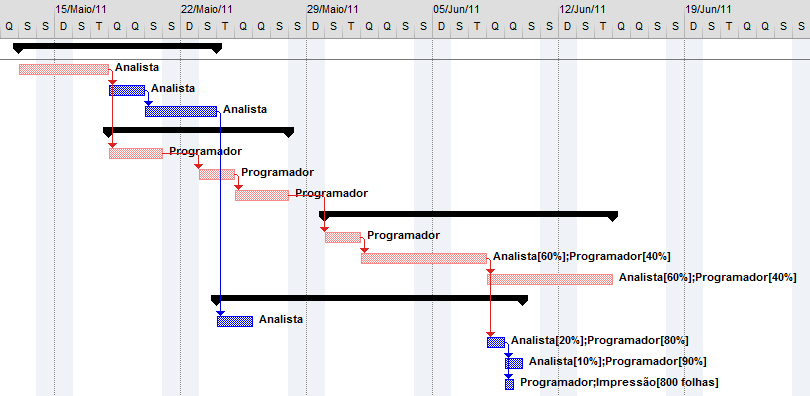 15/Maio/11 22/Maio/11 29/Maio/11 05/Jun/11 12/Jun/11 19/Jun/11
Q S S D S T Q Q S S D S T Q Q S S D S T Q Q S S D S T Q Q S S D S T Q Q S S D S T Q Q S S
Analista
Analista
Analista
Programador
Programador
Programador
Programador
Analista[60%];Programador[40%]
Analista[60%];Programador[40%]
Analista
Analista[20%];Programador[80%]
Analista[10%];Programador[90%]
Programador;Impressão[800 folhas]